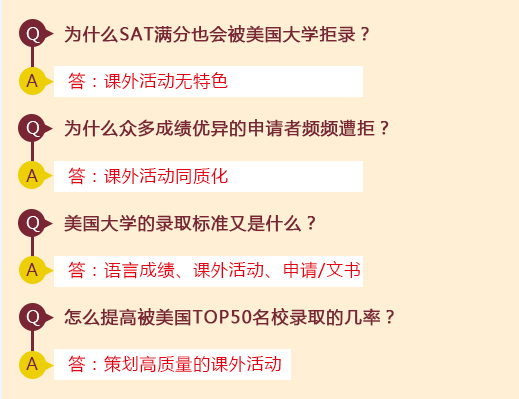 Q 为什么SAT满分也会被美国大学拒录？
A 答：课外活动无特色
Q 为什么众多成绩优异的申请者频频遭拒？
A 答：课外活动同质化
Q 美国大学的录取标准又是什么？
A 答：语言成绩、课外活动、申请/文书
Q 怎么提高被美国TOP50名校录取的几率？
A 答：策划高质量的课外活动